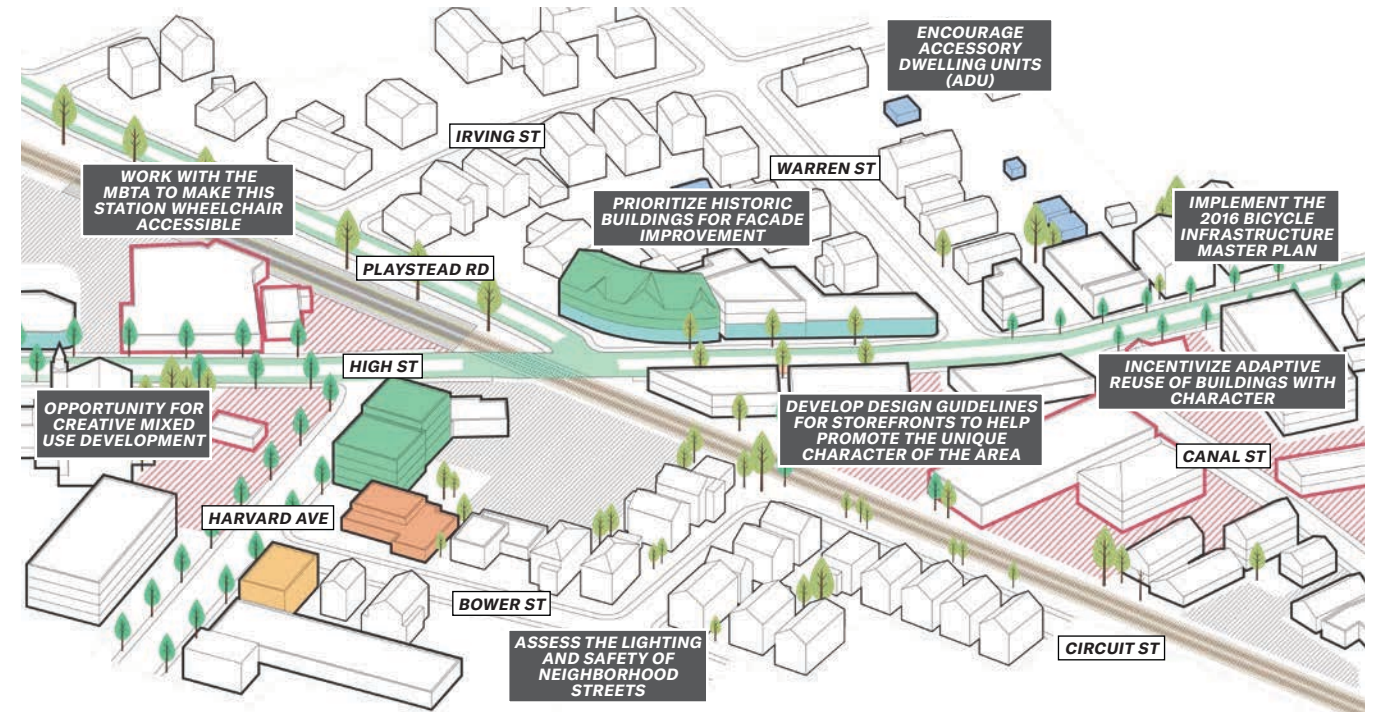 ENCOURAGE
ACCESSORY
DWELLING UNITS
(ADU)
IRVING ST
WARREN ST
WORK WITH THE
MBTA TO MAKE THIS
STATION WHEELCHAIR
ACCESSIBLE
PRIORITIZE HISTORIC
BUILDINGS FOR FACADE
IMPROVEMENT
IMPLEMENT THE
2016 BICYCLE
INFRASTRUCTURE
MASTER PLAN
PLAYSTEAD RD
HIGH ST
INCENTIVIZE ADAPTIVE
REUSE OF BUILDINGS WITH
CHARACTER
OPPORTUNITY FOR
CREATIVE MIXED
USE DEVELOPMENT
DEVELOP DESIGN GUIDELINES
FOR STOREFRONTS TO HELP
PROMOTE THE UNIQUE
CHARACTER OF THE AREA
CANAL ST
HARVARD AVE
BOWER ST
ASSESS THE LIGHTING
AND SAFETY OF
NEIGHBORHOOD
STREETS
CIRCUIT ST